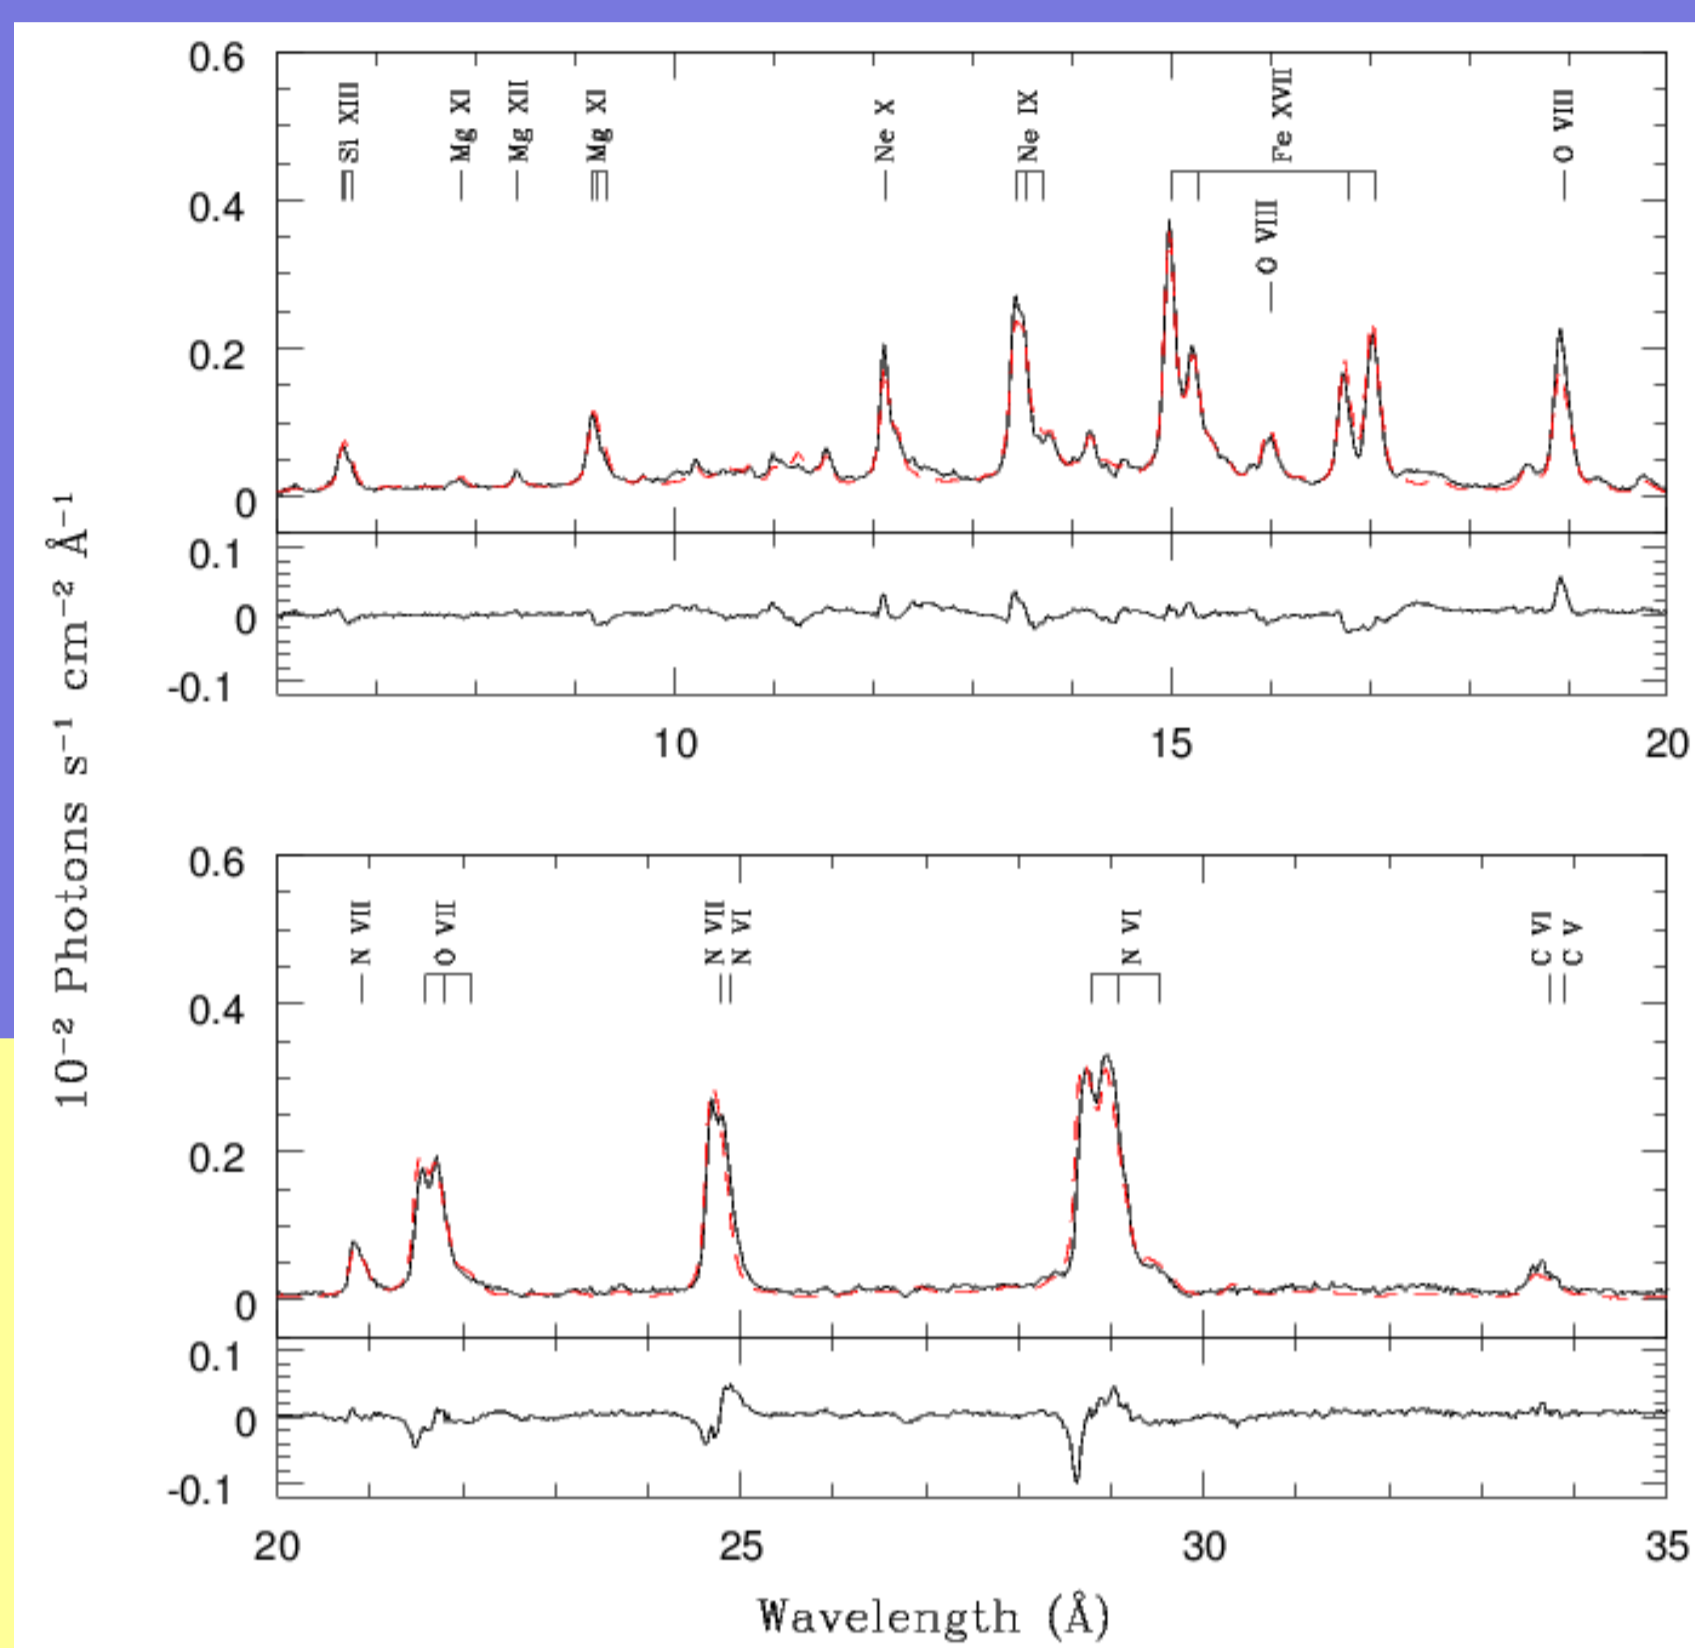 10⁻² Photons s⁻¹ cm⁻² Å⁻¹
0.6
0.4
0.2
0
Si XIII
Mg XI
Mg XII
Mg XI
Ne X
Ne IX
Fe XVII
O VIII
O VIII
0.1
0
-0.1
10 15 20
0.6
0.4
0.2
0
N VII
O VII
N VII
N VI
N VI
C VI
C V
0.1
0
-0.1
20 25 30 35
Wavelength (Å)